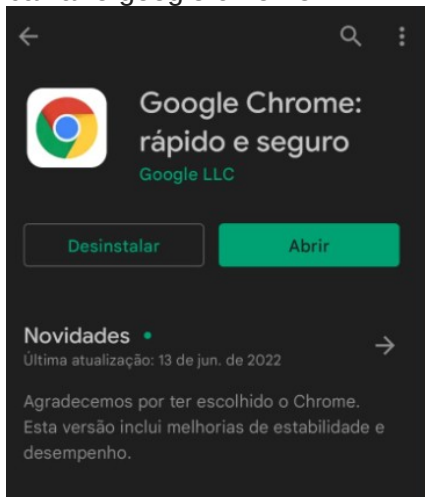 Google Chrome:
rápido e seguro
Google LLC
Desinstalar
Abrir
Novidades
Última atualização: 13 de jun. de 2022
Agradecemos por ter escolhido o Chrome.
Esta versão inclui melhorias de estabilidade e
desempenho.